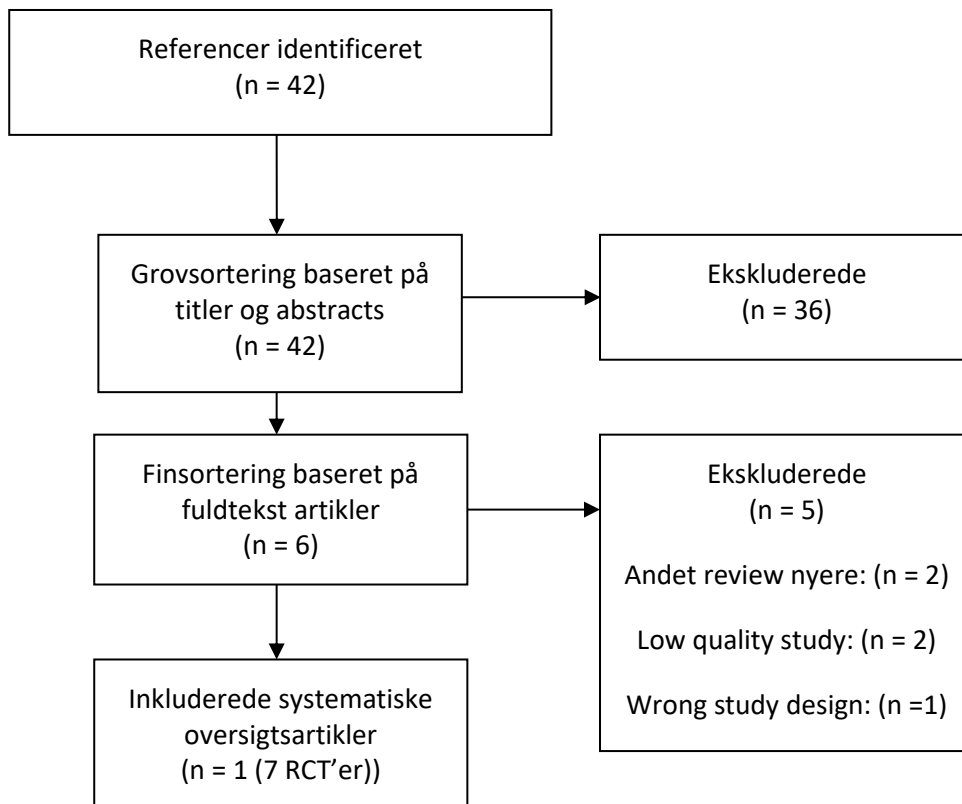 Referencer identificeret
(n = 42)
Grovsortering baseret på
titler og abstracts
(n = 42)
Ekskluderede
(n = 36)
Finsortering baseret på
fuldtekst artikler
(n = 6)
Ekskluderede
(n = 5)
Andet review nyere: (n = 2)
Low quality study: (n = 2)
Wrong study design: (n =1)
Inkluderede systematiske
oversigtsartikler
(n = 1 (7 RCT’er))